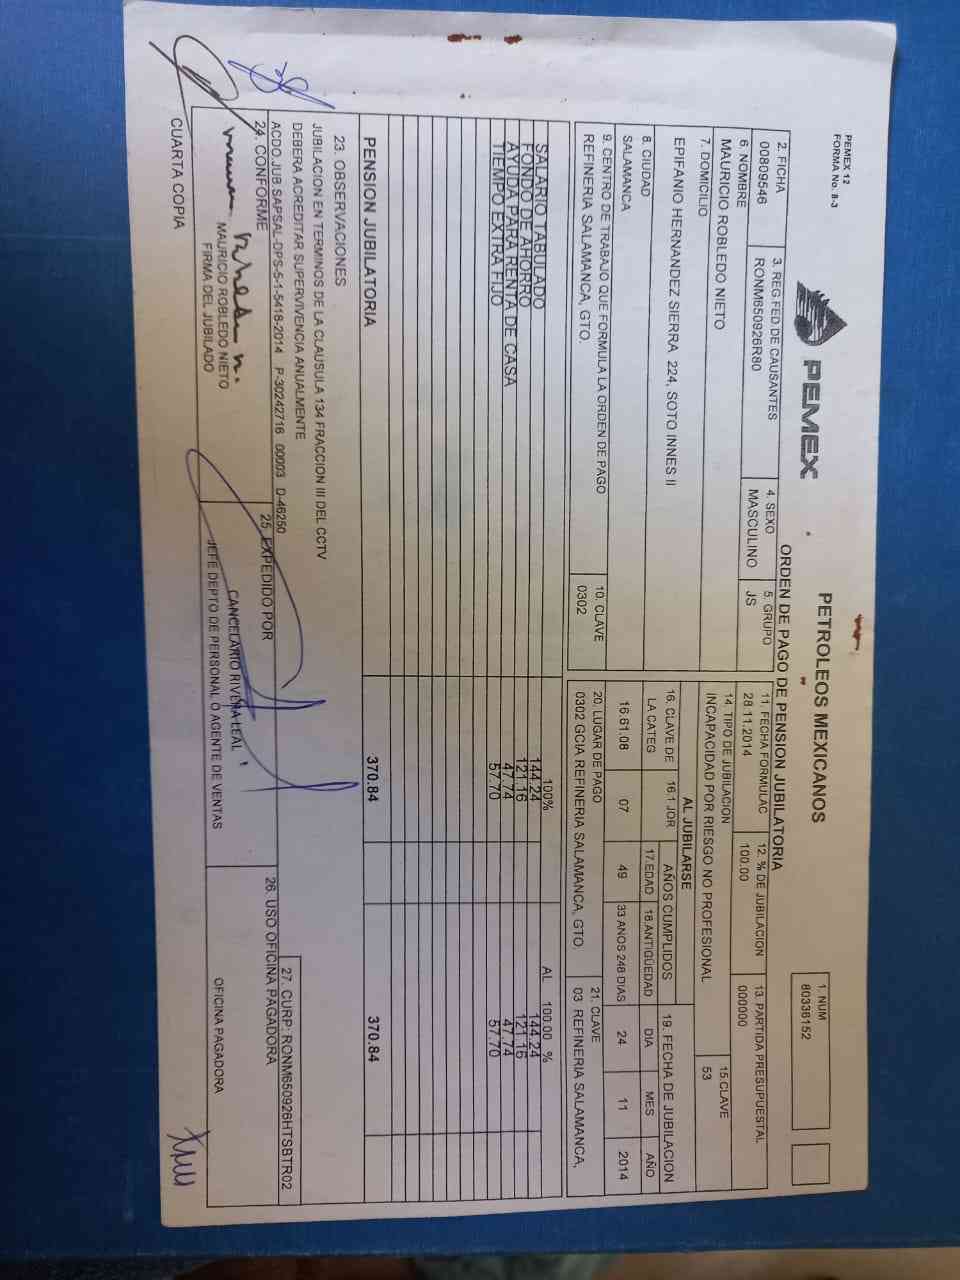 PEMEX 12
FORMA No. 8-3
PEMEX
PETROLEOS MEXICANOS
ORDEN DE PAGO DE PENSION JUBILATORIA
1. NUM
80336152
2. FICHA
00809546
3. REG FED DE CAUSANTES
RONM650926R80
4. SEXO
MASCULINO
5. GRUPO
JS
11. FECHA FORMULAC
28.11.2014
12. % DE JUBILACION
100.00
13. PARTIDA PRESUPUESTAL
000000
6. NOMBRE
MAURICIO ROBLEDO NIETO
14. TIPO DE JUBILACION
INCAPACIDAD POR RIESGO NO PROFESIONAL
15 CLAVE
53
7. DOMICILIO
EPIFANIO HERNANDEZ SIERRA 224, SOTO INNES II
AL JUBILARSE
16. CLAVE DE LA CATEG
16.1 JOR
AÑOS CUMPLIDOS
17.EDAD
18.ANTIGÜEDAD
19. FECHA DE JUBILACION
DIA MES AÑO
8. CIUDAD
SALAMANCA
16.61.08
07
49
33 AÑOS 248 DIAS
24 11 2014
9. CENTRO DE TRABAJO QUE FORMULA LA ORDEN DE PAGO
REFINERIA SALAMANCA, GTO.
10. CLAVE
0302
20. LUGAR DE PAGO
0302 GCIA REFINERIA SALAMANCA, GTO.
21. CLAVE
03 REFINERIA SALAMANCA,
100%
AL 100.00 %
SALARIO TABULADO 144.24 144.24
FONDO DE AHORRO 121.16 121.16
AYUDA PARA RENTA DE CASA 47.74 47.74
TIEMPO EXTRA FIJO 57.70 57.70
PENSION JUBILATORIA 370.84 370.84
23. OBSERVACIONES
JUBILACION EN TERMINOS DE LA CLAUSULA 134 FRACCION III DEL CCTV
DEBERA ACREDITAR SUPERVIVENCIA ANUALMENTE
ACDO.JUB.SAPSAL-DPS-5-1-5418-2014 P-30242716 00003 D-46250
27. CURP: RONM650926HTSBTR02
24. CONFORME
MAURICIO ROBLEDO NIETO
FIRMA DEL JUBILADO
25. EXPEDIDO POR
CANCELARIO RIVERA LEAL
JEFE DEPTO DE PERSONAL O AGENTE DE VENTAS
26. USO OFICINA PAGADORA
OFICINA PAGADORA
CUARTA COPIA